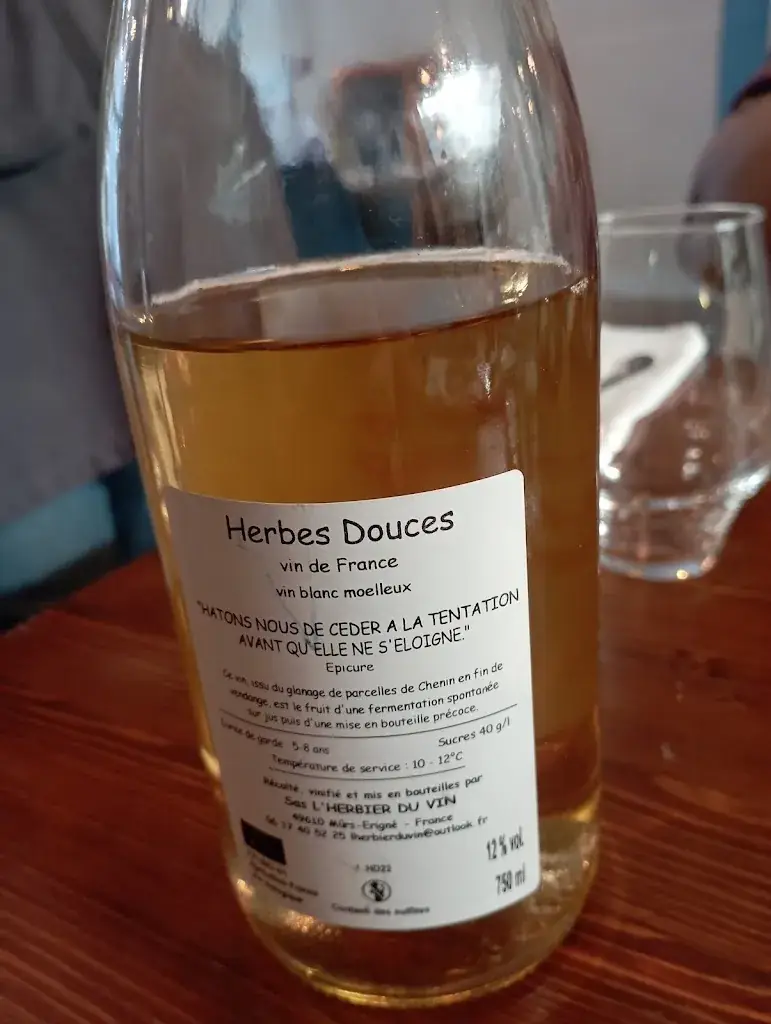 Herbes Douces
vin de France
vin blanc moelleux
"HATONS NOUS DE CEDER A LA TENTATION
AVANT QU'ELLE NE S'ELOIGNE."
Epicure
Ce vin, issu du glanage de parcelles de Chenin en fin de
vendange, est le fruit d'une fermentation spontanée
sur jus puis d'une mise en bouteille précoce.
Durée de garde 5-8 ans Sucres 40 g/l
Température de service : 10 - 12°C
Récolté, vinifié et mis en bouteilles par
Sas L'HERBIER DU VIN
49610 Mûrs-Erigné - France
06 17 40 52 25 lherbierduvin@outlook.fr
12 % vol.
HD22
750 ml
Contient des sulfites